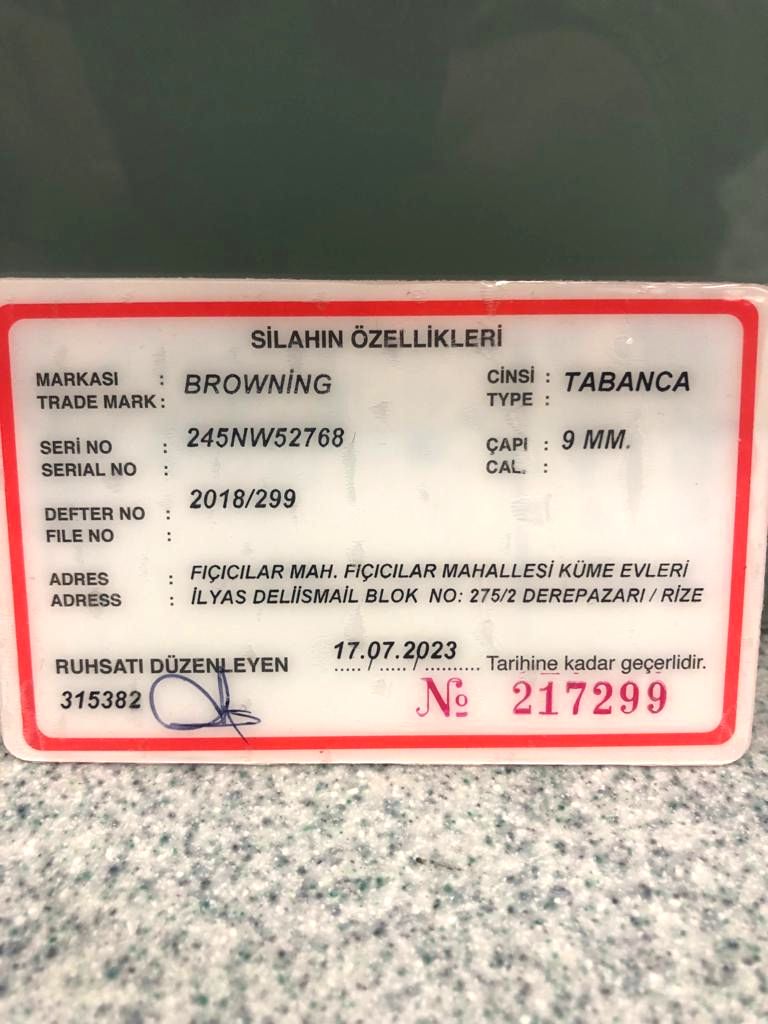 SİLAHIN ÖZELLİKLERİ
MARKASI : BROWNİNG CİNSİ : TABANCA
TRADE MARK : TYPE :
SERİ NO : 245NW52768 ÇAPI : 9 MM.
SERIAL NO : CAL. :
DEFTER NO : 2018/299
FILE NO :
ADRES : FIÇICILAR MAH. FIÇICILAR MAHALLESİ KÜME EVLERİ
ADRESS : İLYAS DELİİSMAİL BLOK NO: 275/2 DEREPAZARI / RİZE
RUHSATI DÜZENLEYEN 17.07.2023 ...../...../.......... Tarihine kadar geçerlidir.
315382 № 217299